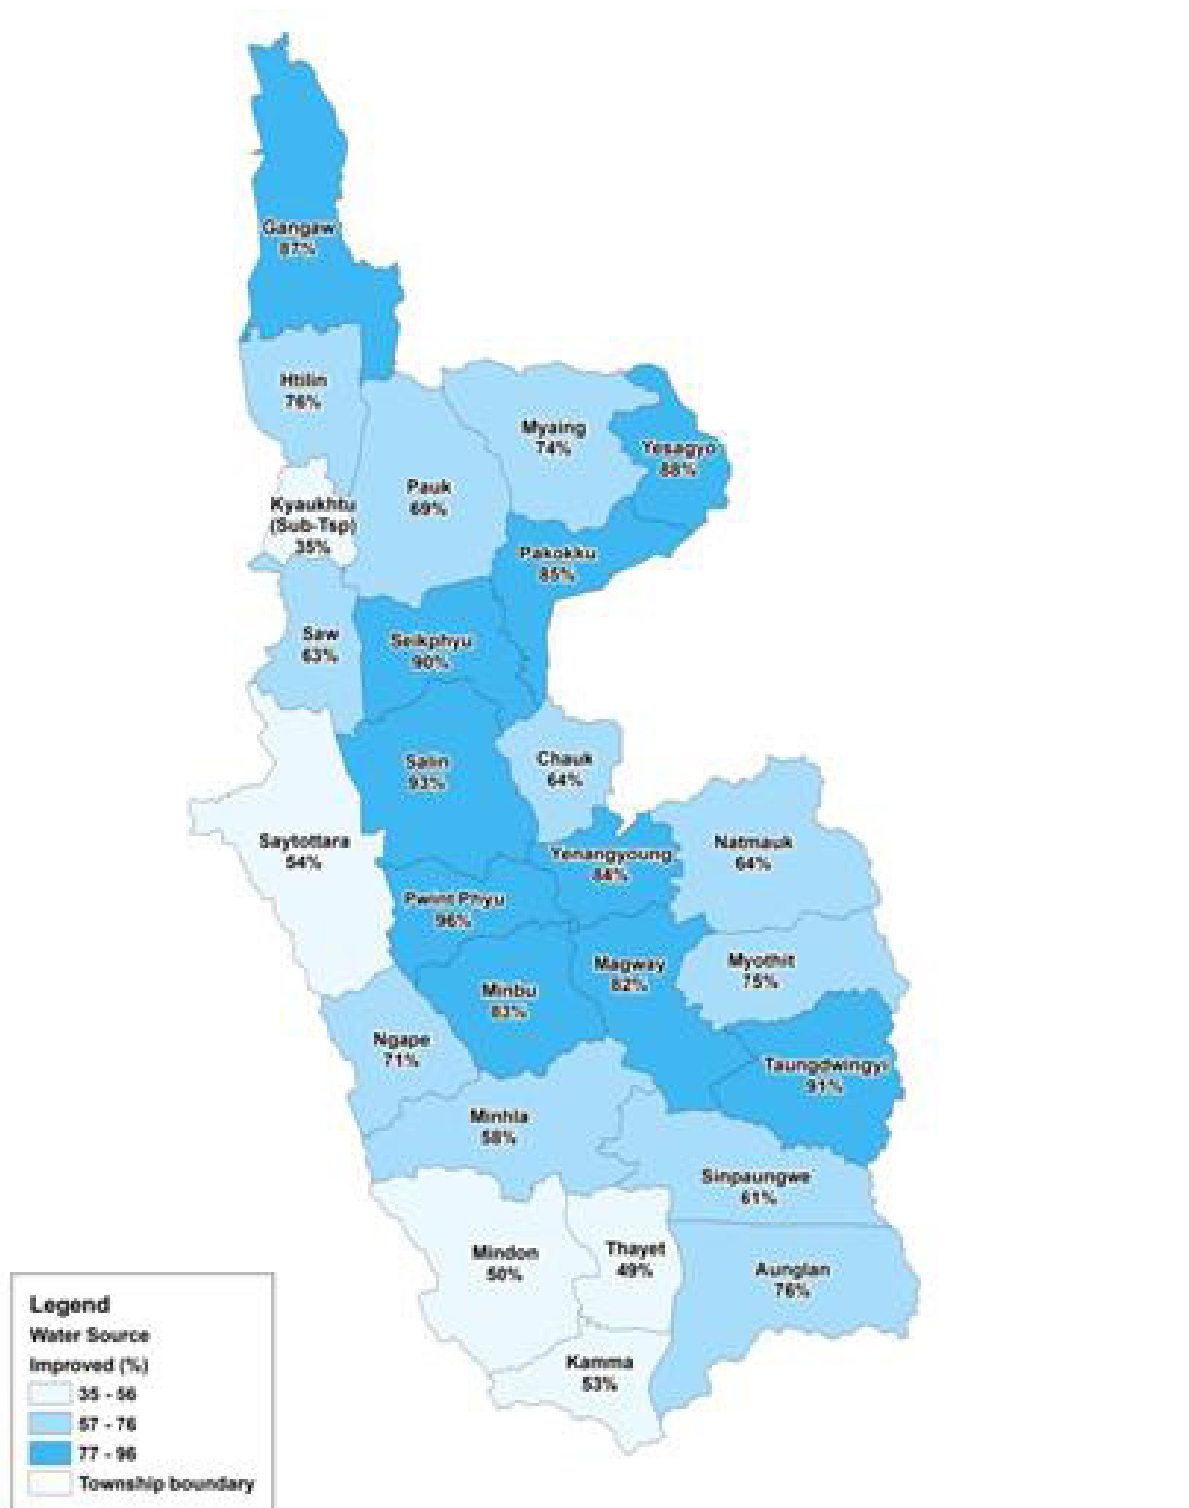 Gangaw
87%
Htilin
76%
Myaing
74%
Yesagyo
88%
Pauk
69%
Kyaukhtu
(Sub-Tsp)
35%
Pakokku
85%
Saw
63%
Seikphyu
90%
Salin
93%
Chauk
64%
Saytottara
54%
Yenangyoung
84%
Natmauk
64%
Pwint Phyu
96%
Magway
82%
Myothit
75%
Minbu
83%
Ngape
71%
Taungdwingyi
91%
Minhla
58%
Sinpaungwe
61%
Mindon
50%
Thayet
49%
Aunglan
76%
Kamma
53%
Legend
Water Source
Improved (%)
35 - 56
57 - 76
77 - 96
Township boundary